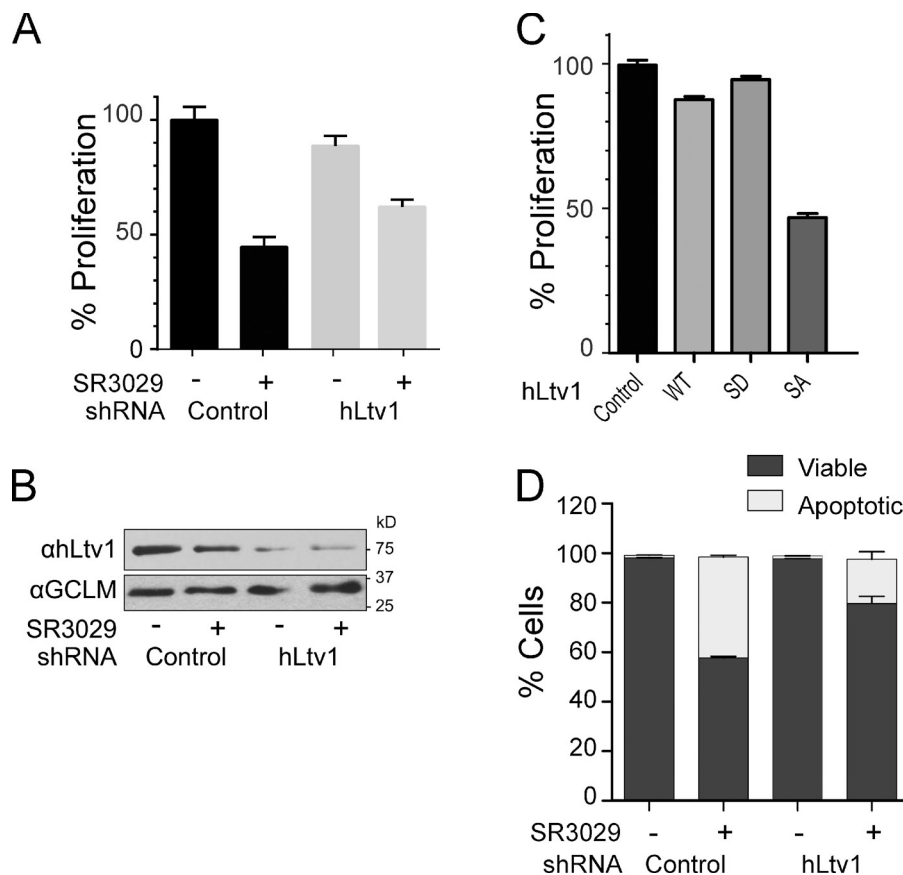 A
% Proliferation
100
50
0
SR3029 - + - +
shRNA Control hLtv1
B
kD
αhLtv1 - 75
αGCLM - 37
- 25
SR3029 - + - +
shRNA Control hLtv1
C
% Proliferation
100
50
0
hLtv1 Control WT SD SA
D
Viable
Apoptotic
% Cells
120
100
80
60
40
20
0
SR3029 - + - +
shRNA Control hLtv1